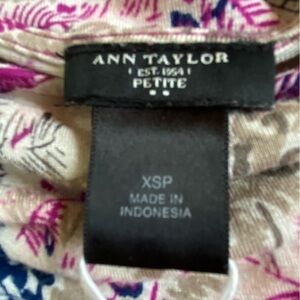 ANN TAYLOR
EST. 1954
PETITE
XSP
MADE IN
INDONESIA